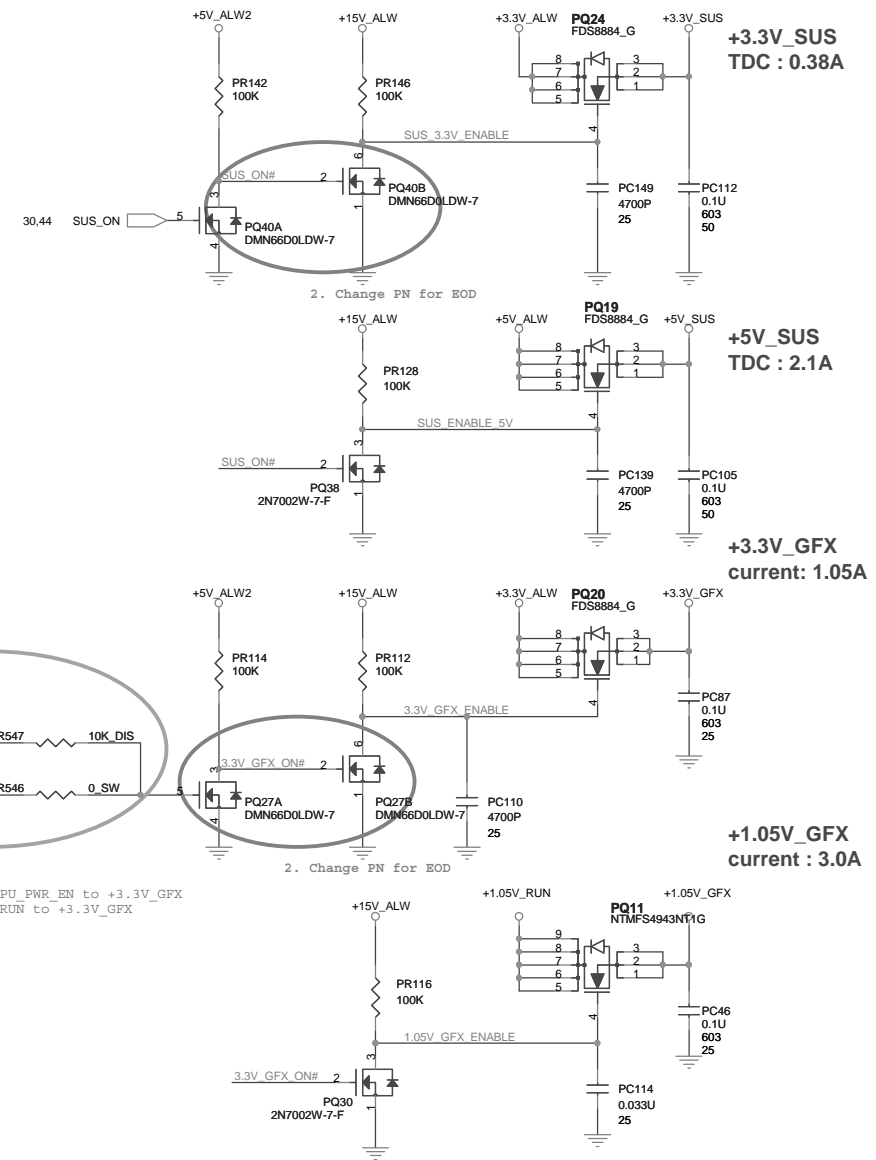 +5V_ALW2
+15V_ALW
+3.3V_ALW
PQ24
FDS8884_G
+3.3V_SUS
+3.3V_SUS
TDC : 0.38A
PR142
100K
PR146
100K
8
7
6
5
3
2
1
4
SUS_3.3V_ENABLE
6
SUS_ON#
2
3
PQ40B
DMN66D0LDW-7
1
PC149
4700P
25
PC112
0.1U
603
50
30,44
SUS_ON
5
PQ40A
DMN66D0LDW-7
4
2. Change PN for EOD
+15V_ALW
+5V_ALW
PQ19
FDS8884_G
+5V_SUS
+5V_SUS
TDC : 2.1A
PR128
100K
8
7
6
5
3
2
1
4
SUS_ENABLE_5V
3
SUS_ON#
2
PQ38
2N7002W-7-F
1
PC139
4700P
25
PC105
0.1U
603
50
+3.3V_GFX
current: 1.05A
+5V_ALW2
+15V_ALW
+3.3V_ALW
PQ20
FDS8884_G
+3.3V_GFX
PR114
100K
PR112
100K
8
7
6
5
3
2
1
4
3.3V_GFX_ENABLE
PC87
0.1U
603
25
R547
10K_DIS
6
3.3V_GFX_ON#
2
3
R546
0_SW
5
PQ27A
DMN66D0LDW-7
4
PQ27B
DMN66D0LDW-7
1
PC110
4700P
25
2. Change PN for EOD
+1.05V_GFX
current : 3.0A
PU_PWR_EN to +3.3V_GFX
RUN to +3.3V_GFX
+15V_ALW
+1.05V_RUN
PQ11
NTMFS4943NT1G
+1.05V_GFX
PR116
100K
9
8
7
6
5
3
2
1
4
1.05V_GFX_ENABLE
PC46
0.1U
603
25
3
3.3V_GFX_ON#
2
PQ30
2N7002W-7-F
1
PC114
0.033U
25